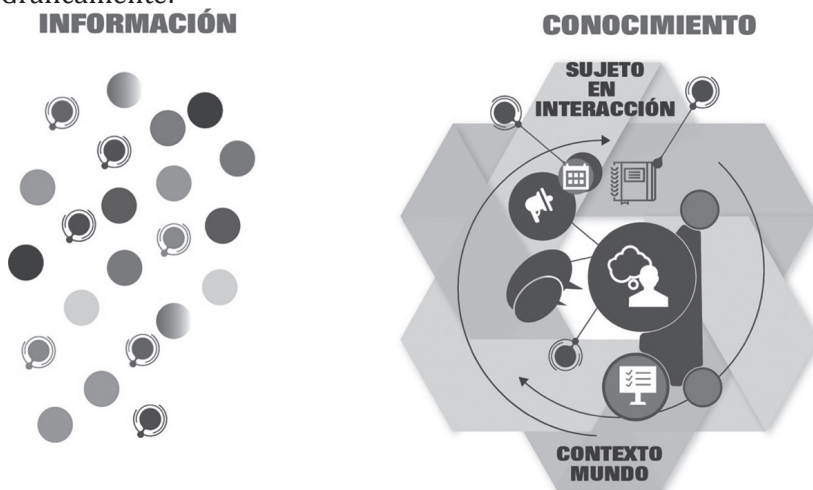 Gráficamente:
INFORMACIÓN
CONOCIMIENTO
SUJETO
EN
INTERACCIÓN
CONTEXTO
MUNDO